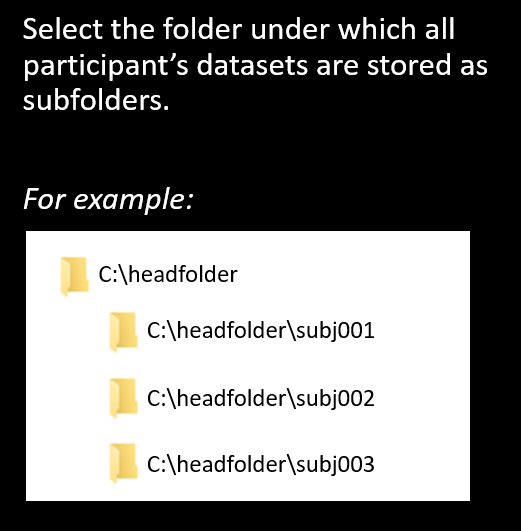 Select the folder under which all
participant’s datasets are stored as
subfolders.
For example:
C:\headfolder
C:\headfolder\subj001
C:\headfolder\subj002
C:\headfolder\subj003